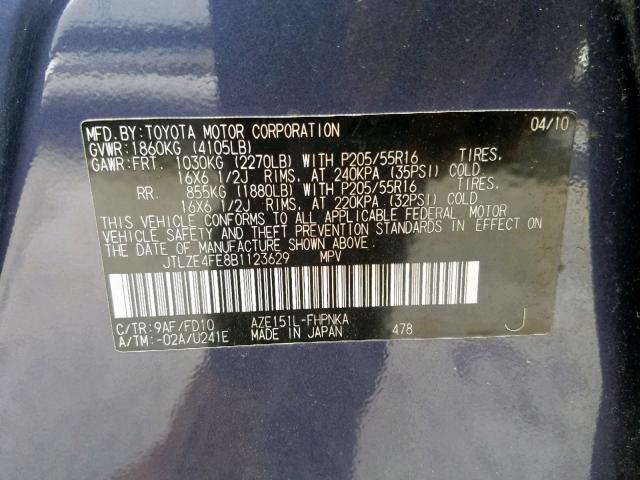 MFD.BY:TOYOTA MOTOR CORPORATION 04/10
GVWR:1860KG (4105LB)
GAWR:FRT. 1030KG (2270LB) WITH P205/55R16 TIRES,
16X6 1/2J RIMS, AT 240KPA (35PSI) COLD
RR. 855KG (1880LB) WITH P205/55R16 TIRES,
16X6 1/2J RIMS, AT 220KPA (32PSI) COLD
THIS VEHICLE CONFORMS TO ALL APPLICABLE FEDERAL MOTOR
VEHICLE SAFETY AND THEFT PREVENTION STANDARDS IN EFFECT ON
THE DATE OF MANUFACTURE SHOWN ABOVE.
JTLZE4FE8B1123629 MPV
C/TR:9AF/FD10 AZE151L-FHPNKA
A/TM:-02A/U241E MADE IN JAPAN 478 J